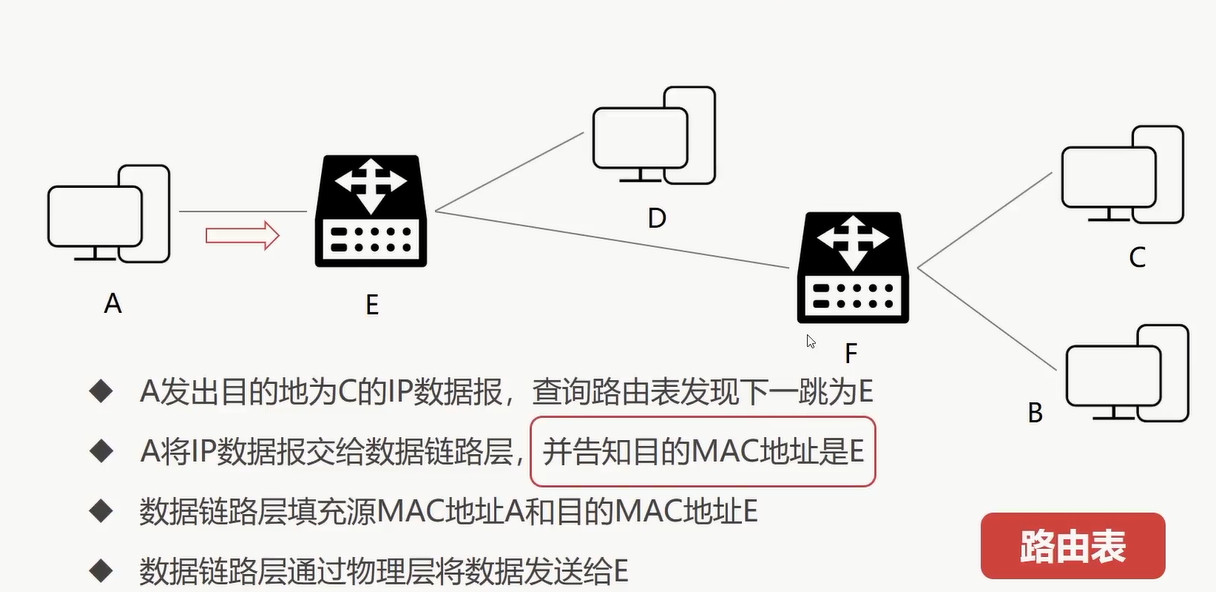 D
C
A
E
F
B
A发出目的地为C的IP数据报，查询路由表发现下一跳为E
A将IP数据报交给数据链路层，并告知目的MAC地址是E
数据链路层填充源MAC地址A和目的MAC地址E
数据链路层通过物理层将数据发送给E
路由表